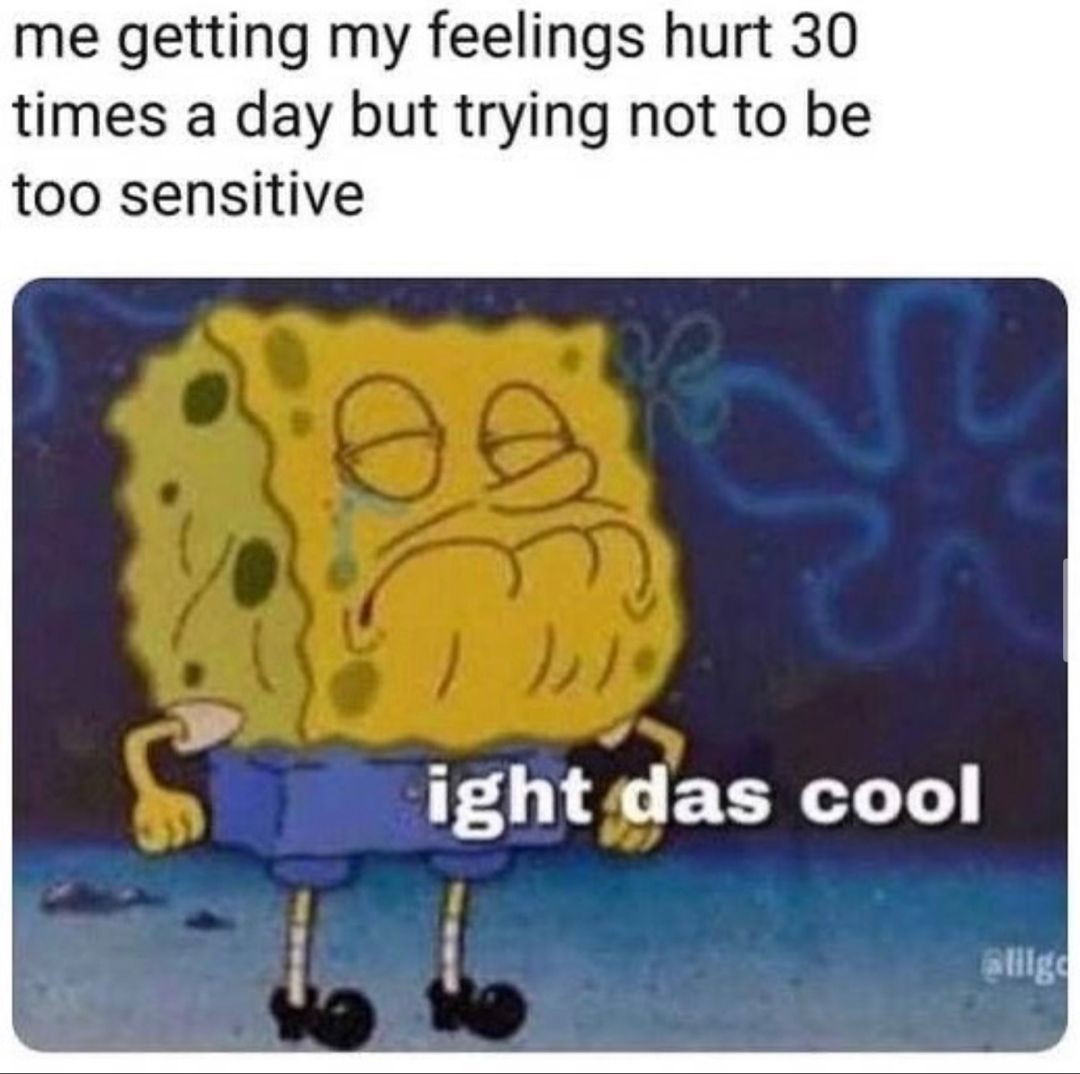 me getting my feelings hurt 30
times a day but trying not to be
too sensitive
ight das cool